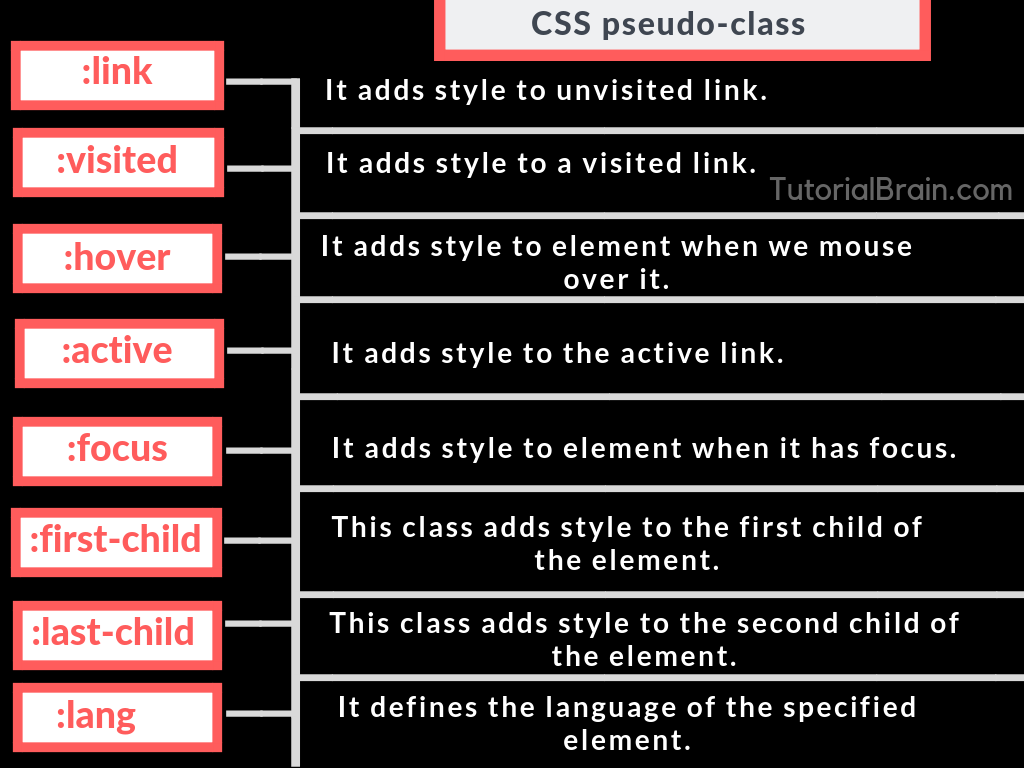 CSS pseudo-class
:link
It adds style to unvisited link.
:visited
It adds style to a visited link.
TutorialBrain.com
:hover
It adds style to element when we mouse
over it.
:active
It adds style to the active link.
:focus
It adds style to element when it has focus.
:first-child
This class adds style to the first child of
the element.
:last-child
This class adds style to the second child of
the element.
:lang
It defines the language of the specified
element.